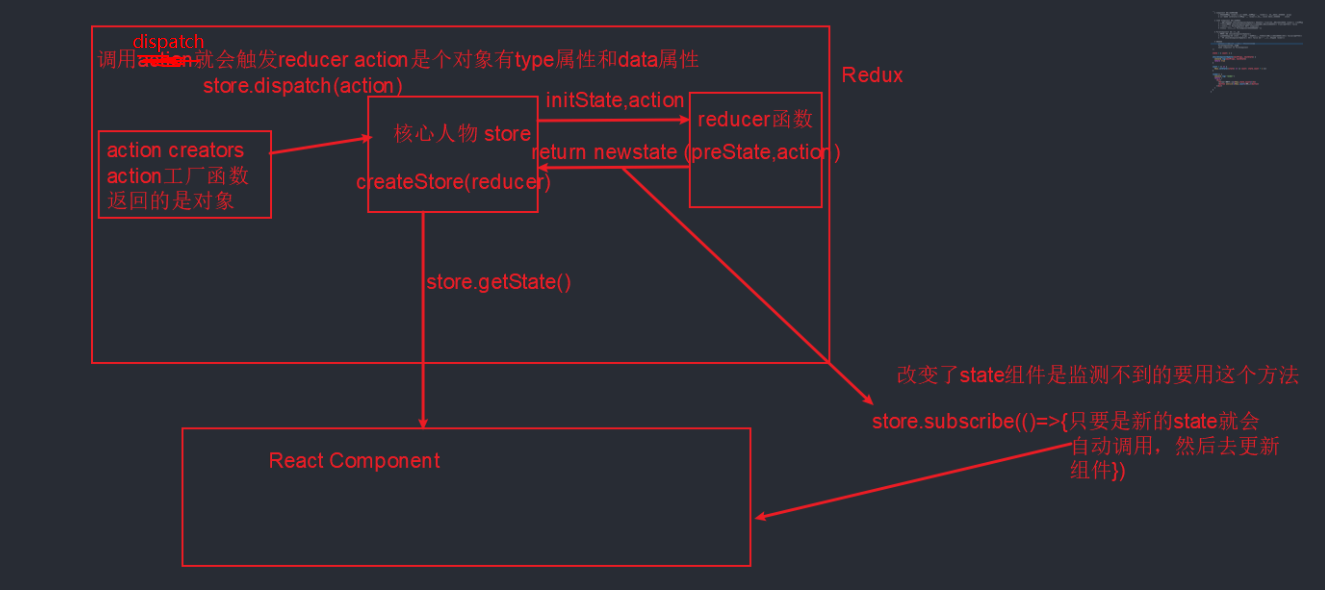 dispatch
调用action就会触发reducer action是个对象有type属性和data属性
store.dispatch(action)
Redux
action creators
action工厂函数
返回的是对象
核心人物 store
createStore(reducer)
initState,action
reducer函数
return newstate (preState,action)
store.getState()
改变了state组件是监测不到的要用这个方法
store.subscribe(()=>{只要是新的state就会
自动调用，然后去更新
组件})
React Component